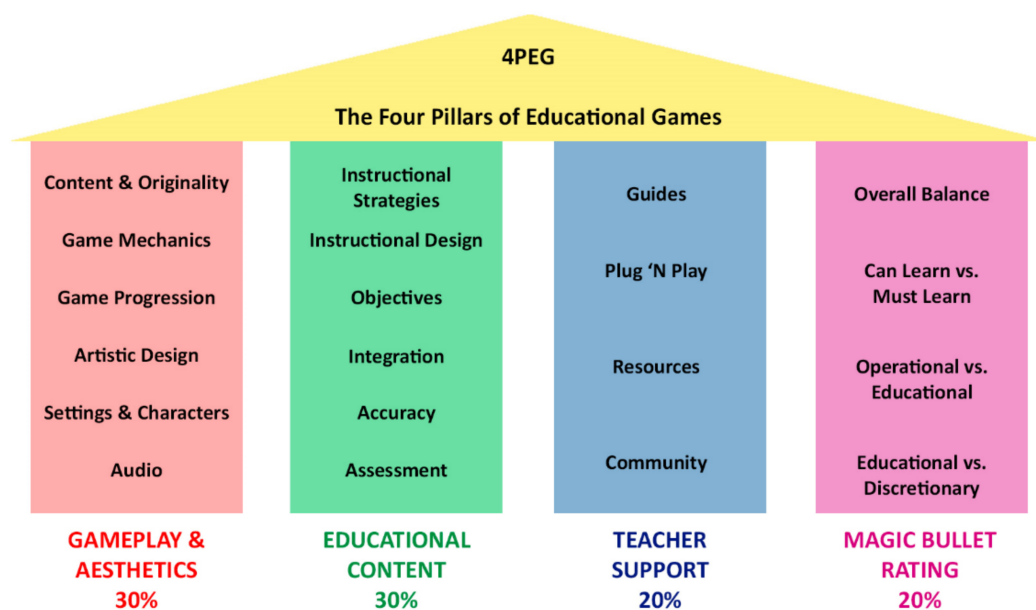 4PEG
The Four Pillars of Educational Games
Content & Originality
Game Mechanics
Game Progression
Artistic Design
Settings & Characters
Audio
GAMEPLAY &
AESTHETICS
30%
Instructional
Strategies
Instructional Design
Objectives
Integration
Accuracy
Assessment
EDUCATIONAL
CONTENT
30%
Guides
Plug ‘N Play
Resources
Community
TEACHER
SUPPORT
20%
Overall Balance
Can Learn vs.
Must Learn
Operational vs.
Educational
Educational vs.
Discretionary
MAGIC BULLET
RATING
20%